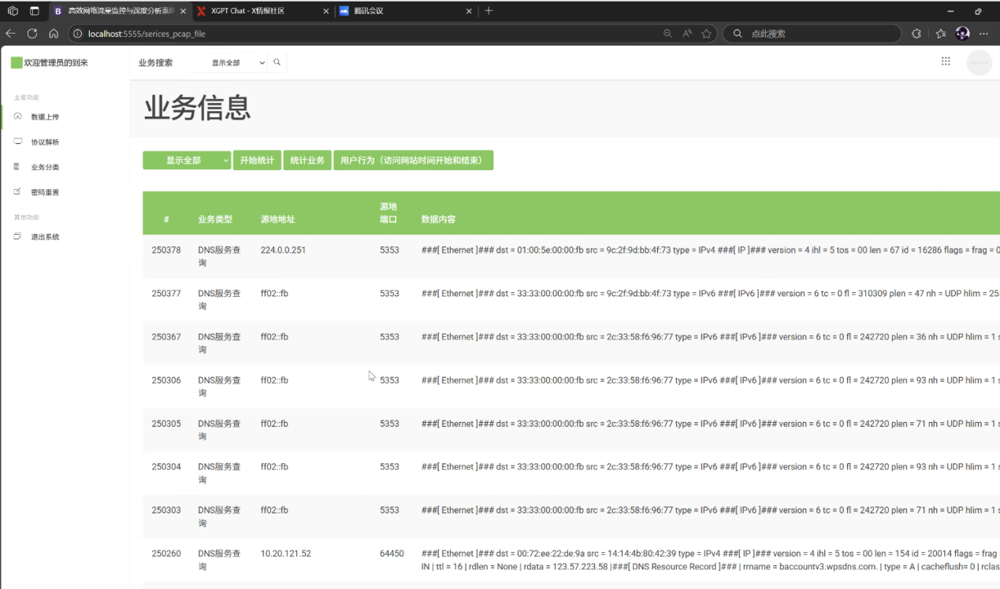 高效网络流量监控与深度分析系统
XGPT Chat - X情报社区
腾讯会议
localhost:5555/serices_pcap_file
点此搜索
欢迎管理员的到来
业务搜索
显示全部
主要功能
数据上传
协议解析
业务分类
密码重置
其他功能
退出系统
业务信息
显示全部 开始统计 统计业务 用户行为（访问网站时间开始和结束）
# 业务类型 源地地址 源地端口 数据内容
250378 DNS服务查询 224.0.0.251 5353 ###[ Ethernet ]### dst = 01:00:5e:00:00:fb src = 9c:2f:9d:bb:4f:73 type = IPv4 ###[ IP ]### version = 4 ihl = 5 tos = 00 len = 67 id = 16286 flags = frag = 0
250377 DNS服务查询 ff02::fb 5353 ###[ Ethernet ]### dst = 33:33:00:00:00:fb src = 9c:2f:9d:bb:4f:73 type = IPv6 ###[ IPv6 ]### version = 6 tc = 0 fl = 310309 plen = 47 nh = UDP hlim = 25
250367 DNS服务查询 ff02::fb 5353 ###[ Ethernet ]### dst = 33:33:00:00:00:fb src = 2c:33:58:f6:96:77 type = IPv6 ###[ IPv6 ]### version = 6 tc = 0 fl = 242720 plen = 36 nh = UDP hlim = 1 s
250306 DNS服务查询 ff02::fb 5353 ###[ Ethernet ]### dst = 33:33:00:00:00:fb src = 2c:33:58:f6:96:77 type = IPv6 ###[ IPv6 ]### version = 6 tc = 0 fl = 242720 plen = 93 nh = UDP hlim = 1 s
250305 DNS服务查询 ff02::fb 5353 ###[ Ethernet ]### dst = 33:33:00:00:00:fb src = 2c:33:58:f6:96:77 type = IPv6 ###[ IPv6 ]### version = 6 tc = 0 fl = 242720 plen = 71 nh = UDP hlim = 1 s
250304 DNS服务查询 ff02::fb 5353 ###[ Ethernet ]### dst = 33:33:00:00:00:fb src = 2c:33:58:f6:96:77 type = IPv6 ###[ IPv6 ]### version = 6 tc = 0 fl = 242720 plen = 93 nh = UDP hlim = 1 s
250303 DNS服务查询 ff02::fb 5353 ###[ Ethernet ]### dst = 33:33:00:00:00:fb src = 2c:33:58:f6:96:77 type = IPv6 ###[ IPv6 ]### version = 6 tc = 0 fl = 242720 plen = 71 nh = UDP hlim = 1 s
250260 DNS服务查询 10.20.121.52 64450 ###[ Ethernet ]### dst = 00:72:ee:22:de:9a src = 14:14:4b:80:42:39 type = IPv4 ###[ IP ]### version = 4 ihl = 5 tos = 00 len = 154 id = 20014 flags = frag
IN | ttl = 16 | rdlen = None | rdata = 123.57.223.58 |###[ DNS Resource Record ]### | rrname = baccountv3.wpsdns.com. | type = A | cacheflush= 0 | rclas